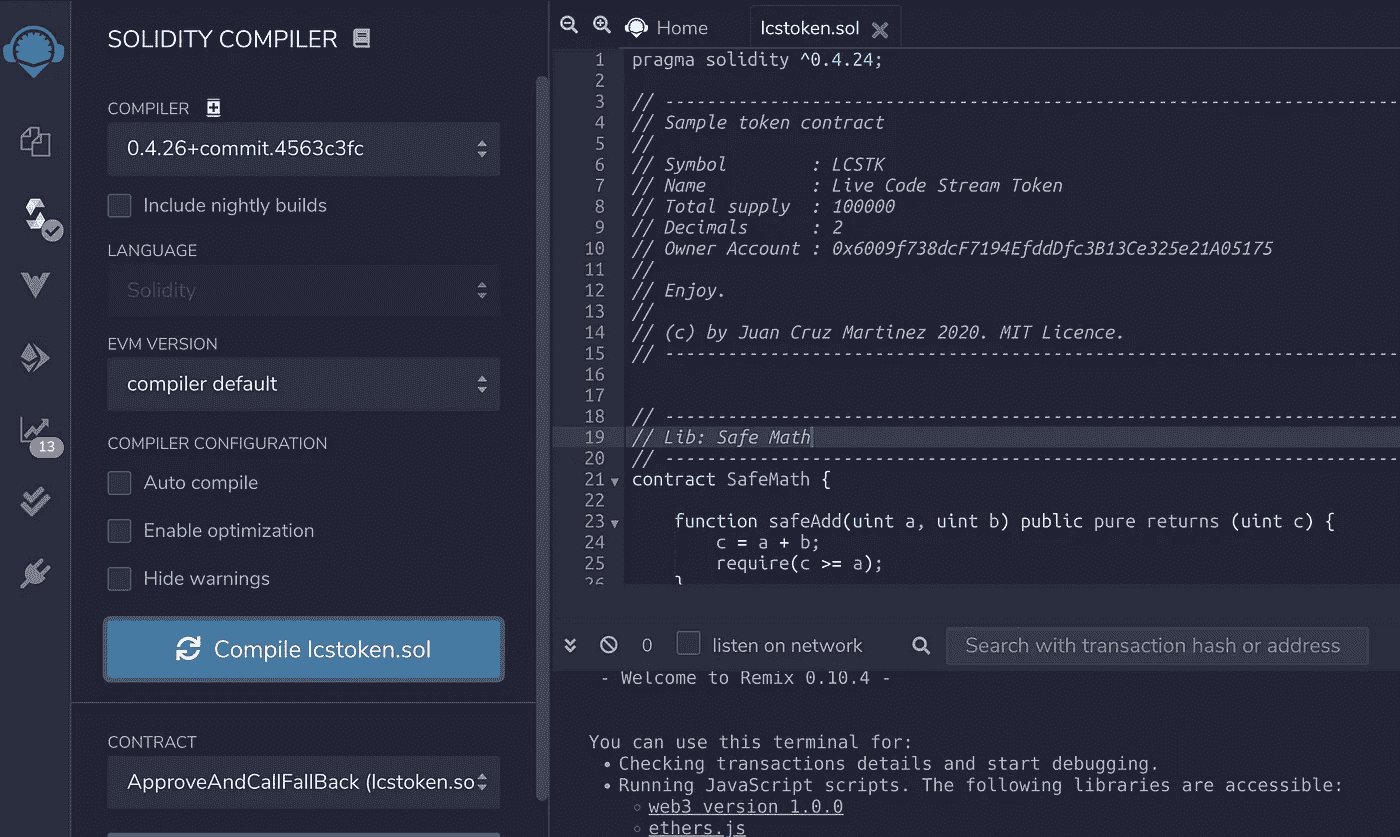 SOLIDITY COMPILER
COMPILER
0.4.26+commit.4563c3fc
Include nightly builds
LANGUAGE
Solidity
EVM VERSION
compiler default
COMPILER CONFIGURATION
Auto compile
Enable optimization
Hide warnings
Compile lcstoken.sol
CONTRACT
ApproveAndCallFallBack (lcstoken.so
13
Home
lcstoken.sol
1 pragma solidity ^0.4.24;
2
3 // ----------------------------------------------------------------------
4 // Sample token contract
5 //
6 // Symbol        : LCSTK
7 // Name          : Live Code Stream Token
8 // Total supply  : 100000
9 // Decimals      : 2
10 // Owner Account : 0x6009f738dcF7194EfddDfc3B13Ce325e21A05175
11 //
12 // Enjoy.
13 //
14 // (c) by Juan Cruz Martinez 2020. MIT Licence.
15 // ----------------------------------------------------------------------
16
17
18 // ----------------------------------------------------------------------
19 // Lib: Safe Math
20 // ----------------------------------------------------------------------
21 contract SafeMath {
22
23     function safeAdd(uint a, uint b) public pure returns (uint c) {
24         c = a + b;
25         require(c >= a);
26     }
0
listen on network
Search with transaction hash or address
- Welcome to Remix 0.10.4 -
You can use this terminal for:
• Checking transactions details and start debugging.
• Running JavaScript scripts. The following libraries are accessible:
◦ web3 version 1.0.0
◦ ethers.js